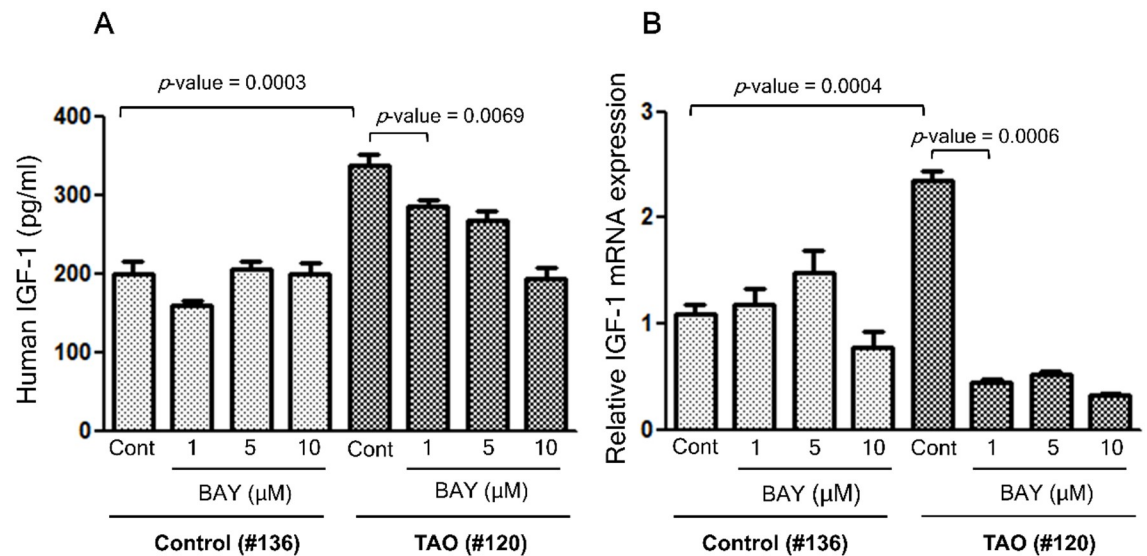 A
p-value = 0.0003
p-value = 0.0069
Human IGF-1 (pg/ml)
400
300
200
100
0
Cont 1 5 10 Cont 1 5 10
BAY (µM) BAY (µM)
Control (#136) TAO (#120)
B
p-value = 0.0004
p-value = 0.0006
Relative IGF-1 mRNA expression
3
2
1
0
Cont 1 5 10 Cont 1 5 10
BAY (µM) BAY (µM)
Control (#136) TAO (#120)